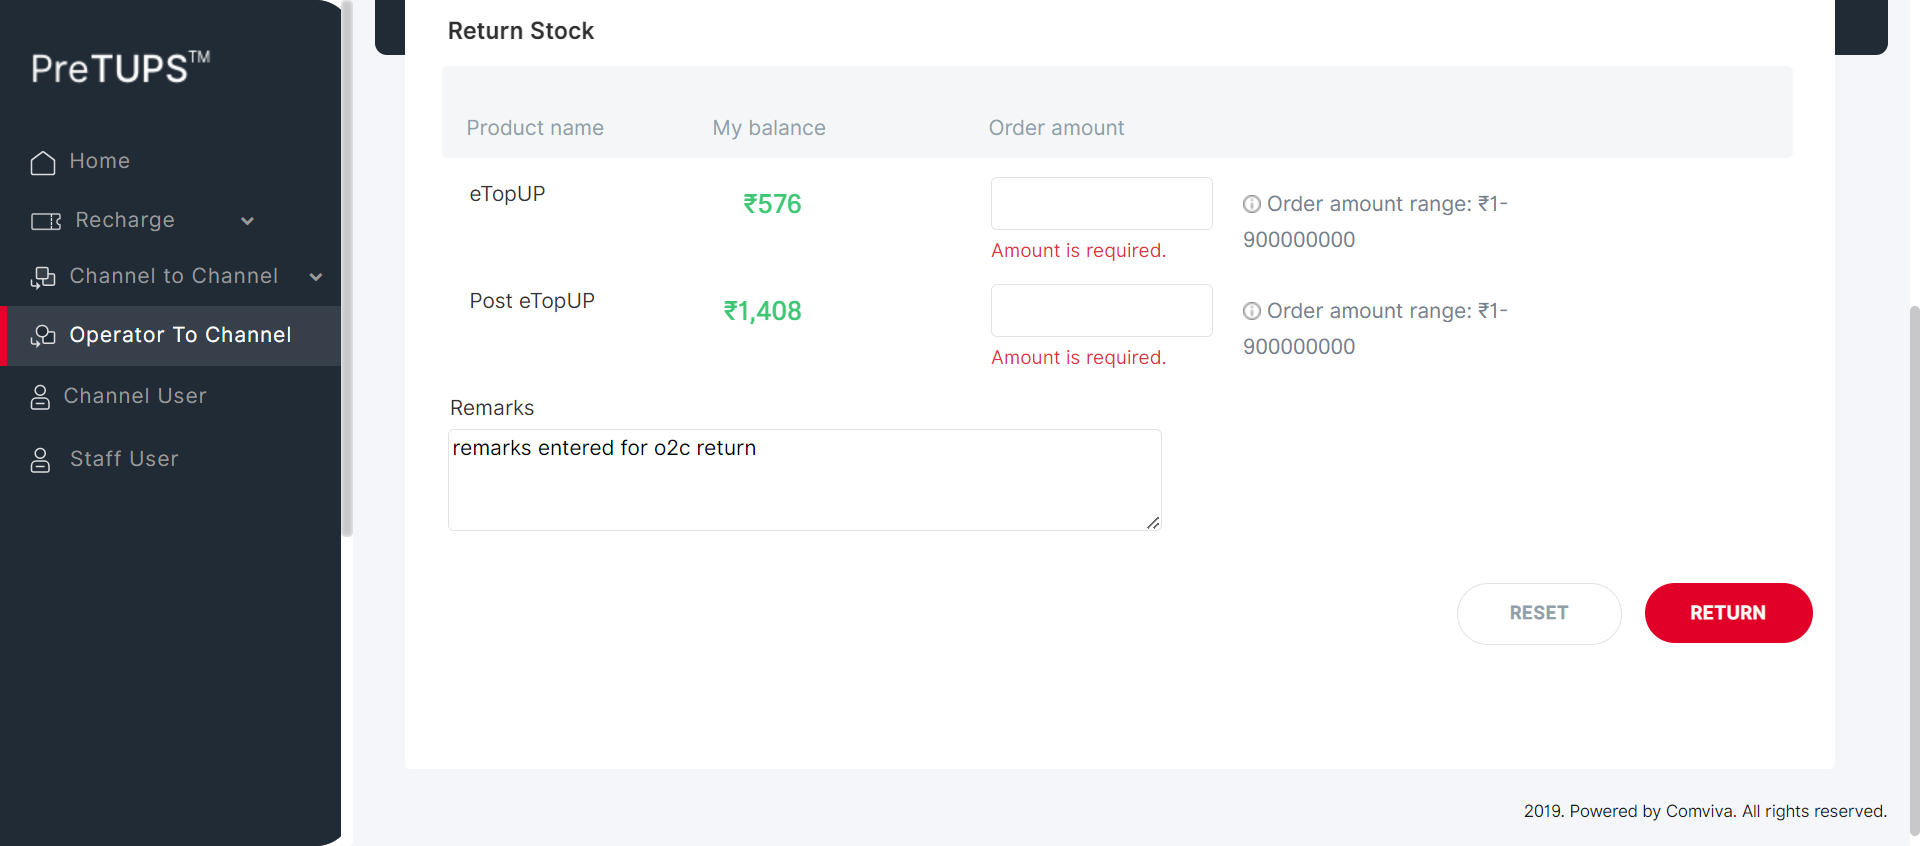 PreTUPS™
Home
Recharge
Channel to Channel
Operator To Channel
Channel User
Staff User
Return Stock
Product name My balance Order amount
eTopUP ₹576 Order amount range: ₹1-
900000000
Amount is required.
Post eTopUP ₹1,408 Order amount range: ₹1-
900000000
Amount is required.
Remarks
remarks entered for o2c return
RESET RETURN
2019. Powered by Comviva. All rights reserved.